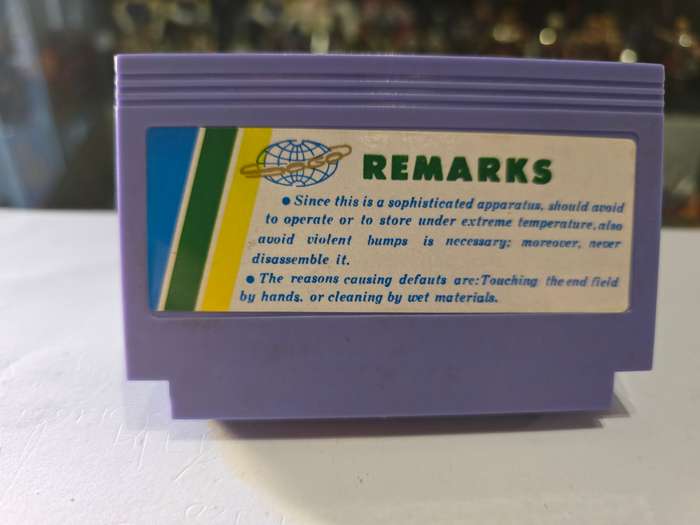 REMARKS
● Since this is a sophisticated apparatus, should avoid
to operate or to store under extreme temperature, also
avoid violent bumps is necessary; moreover, never
disassemble it.
● The reasons causing defauts are: Touching the end field
by hands. or cleaning by wet materials.